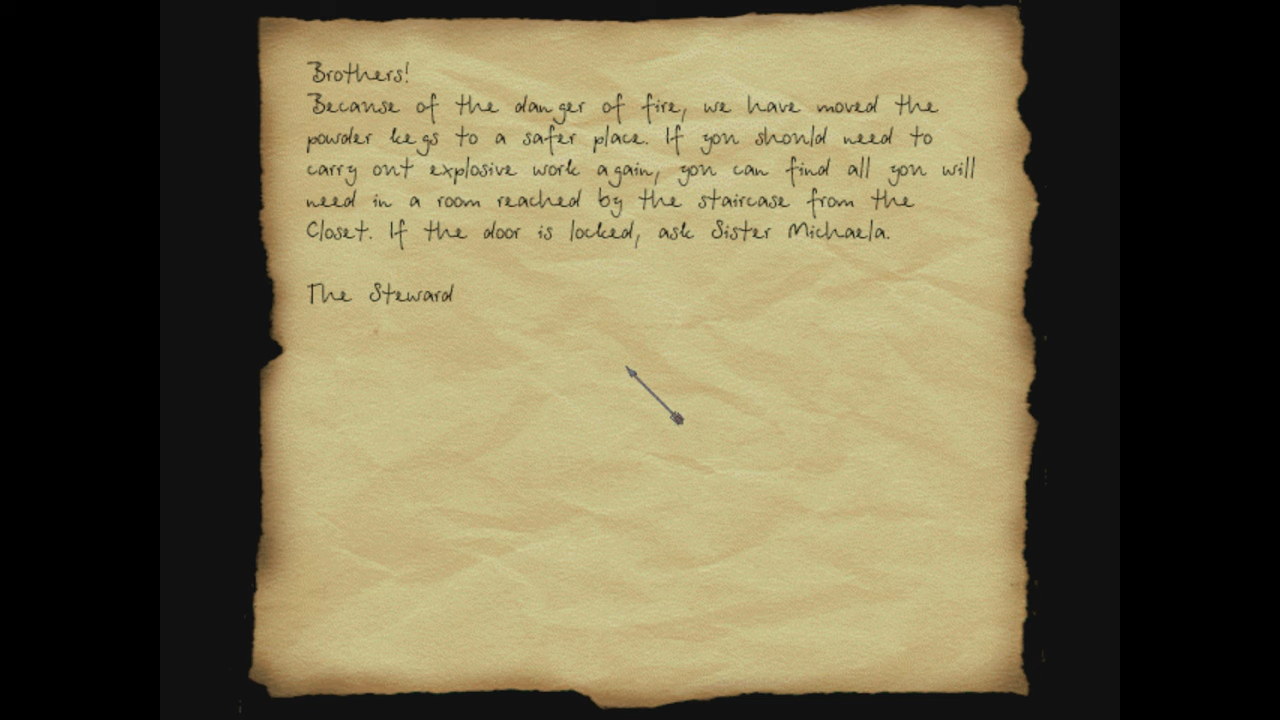 Brothers!
Because of the danger of fire, we have moved the
powder kegs to a safer place. If you should need to
carry out explosive work again, you can find all you will
need in a room reached by the staircase from the
Closet. If the door is locked, ask Sister Michaela.
The Steward